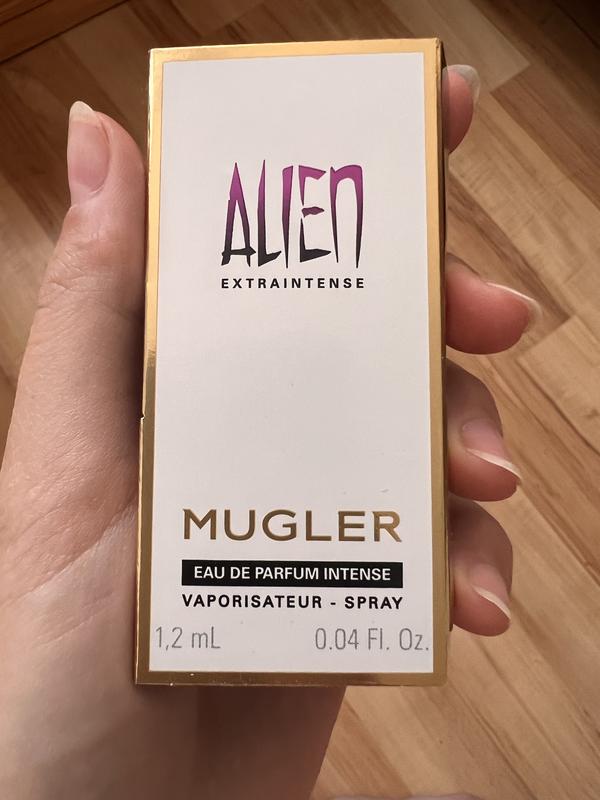 ALIEN
EXTRAINTENSE
MUGLER
EAU DE PARFUM INTENSE
VAPORISATEUR - SPRAY
1,2 mL 0.04 Fl. Oz.